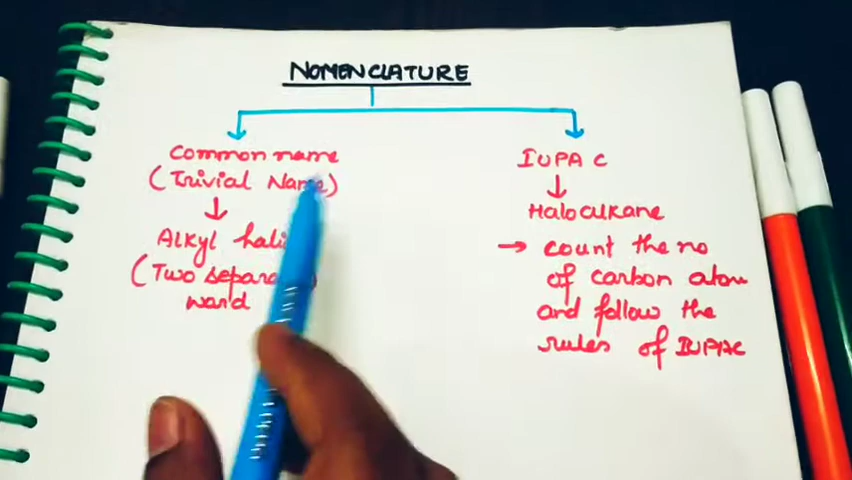 NOMENCLATURE
Common name
(Trivial Name)
Alkyl
(Two
ward
IUPAC
Haloalkane
→ count the no
of carbon atom
and follow the
rules of IUPAC